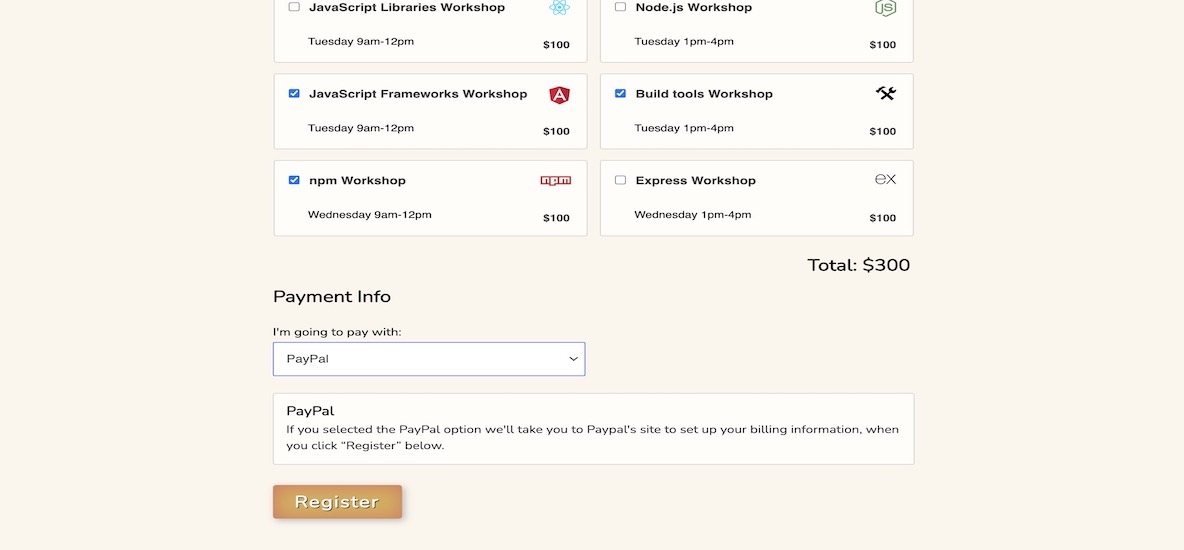 JavaScript Libraries Workshop
Tuesday 9am-12pm
$100
Node.js Workshop
JS
Tuesday 1pm-4pm
$100
JavaScript Frameworks Workshop
A
Tuesday 9am-12pm
$100
Build tools Workshop
Tuesday 1pm-4pm
$100
npm Workshop
npm
Wednesday 9am-12pm
$100
Express Workshop
ex
Wednesday 1pm-4pm
$100
Total: $300
Payment Info
I'm going to pay with:
PayPal
PayPal
If you selected the PayPal option we'll take you to Paypal's site to set up your billing information, when
you click “Register” below.
Register